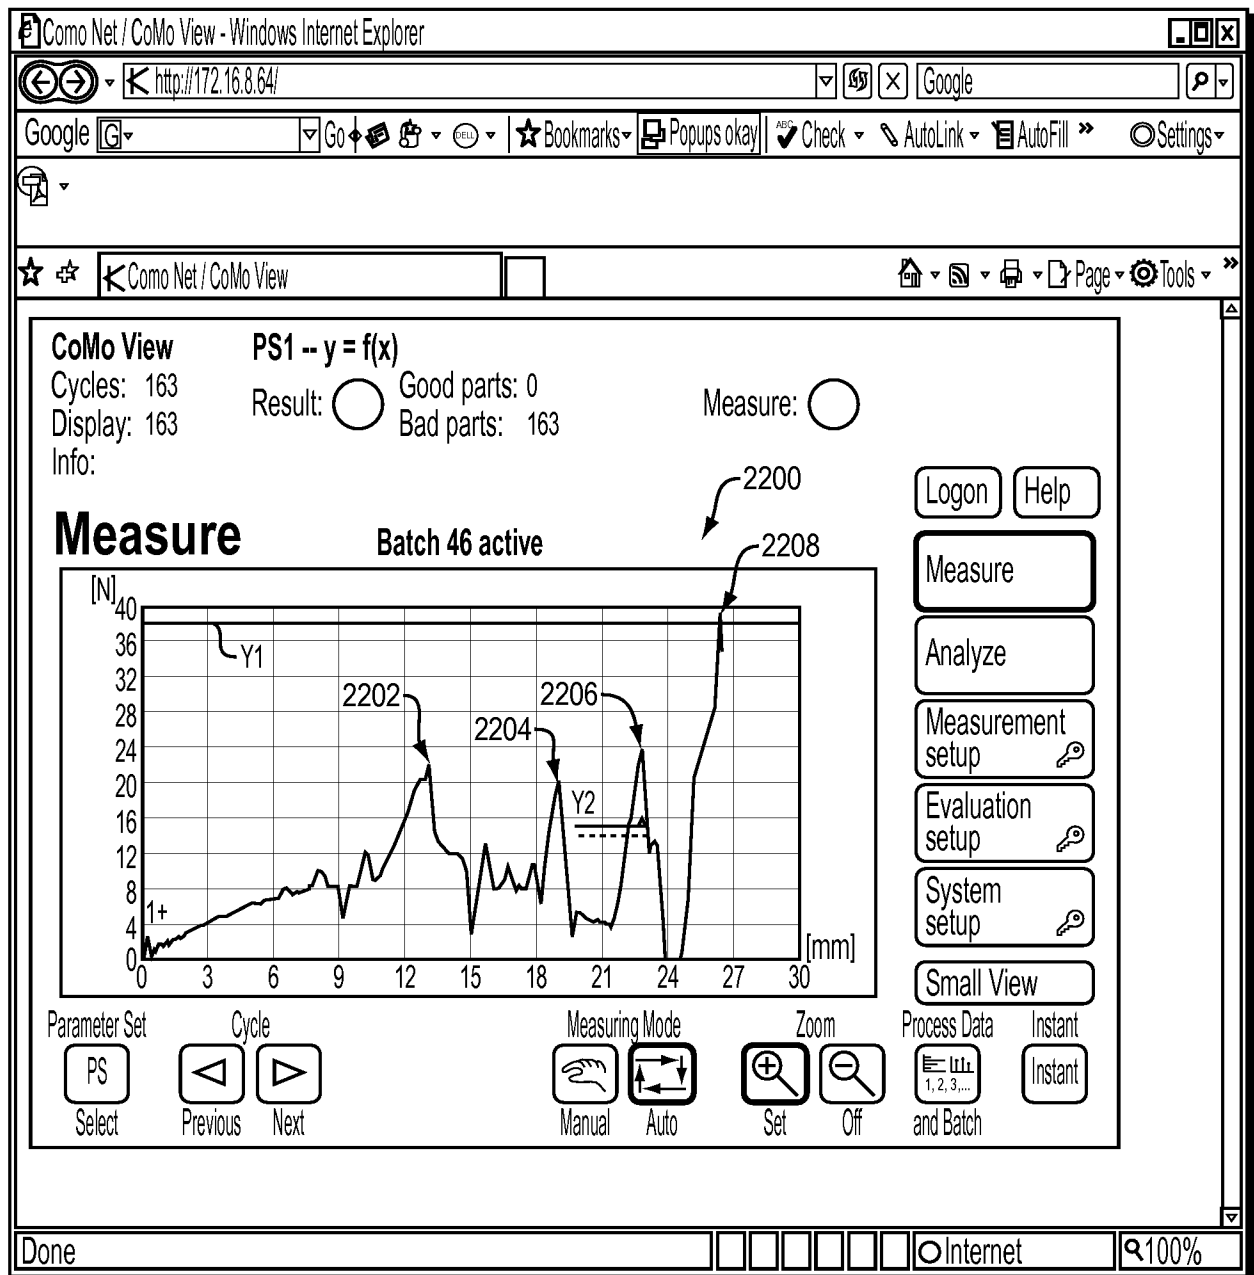 Como Net / CoMo View - Windows Internet Explorer
http://172.16.8.64/ Google
Google G Go DELL Bookmarks Popups okay ABC Check AutoLink AutoFill » Settings
Como Net / CoMo View Page Tools »
CoMo View PS1 -- y = f(x)
Cycles: 163 Result: Good parts: 0 Measure:
Display: 163 Bad parts: 163
Info:
2200
Logon Help
Measure Batch 46 active 2208
Measure
[N]
40
36 Y1
Analyze
32 2202 2206
28 2204
Measurement
setup
24
20 Y2
16
Evaluation
setup
12
8
System
setup
1+
4
0 [mm]
0 3 6 9 12 15 18 21 24 27 30
Small View
Parameter Set Cycle Measuring Mode Zoom Process Data Instant
PS 1, 2, 3,... Instant
Select Previous Next Manual Auto Set Off and Batch
Done Internet 100%